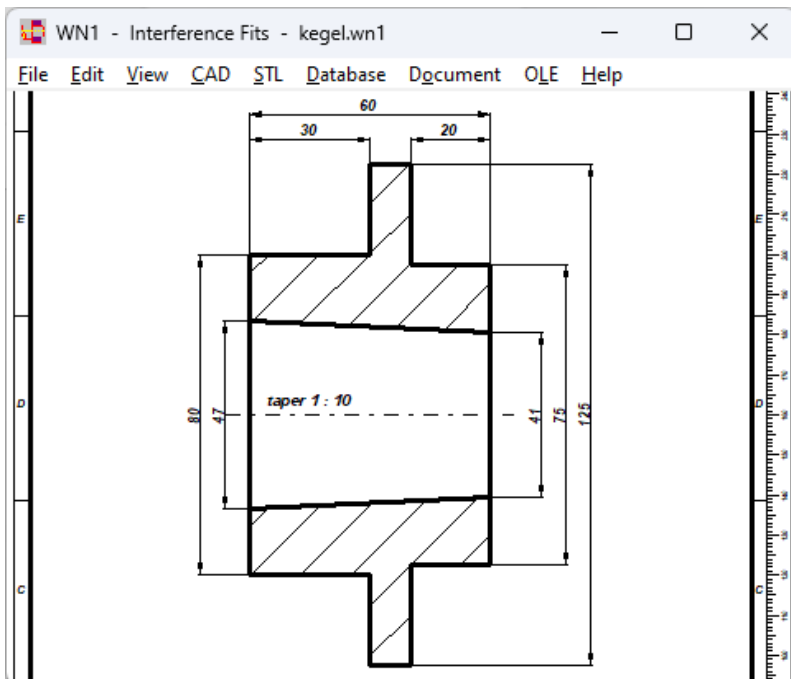 WN1 - Interference Fits - kegel.wn1
File Edit View CAD STL Database Document OLE Help
60
30 20
E E
taper 1 : 10
D 80 47 41 75 125 D
C C